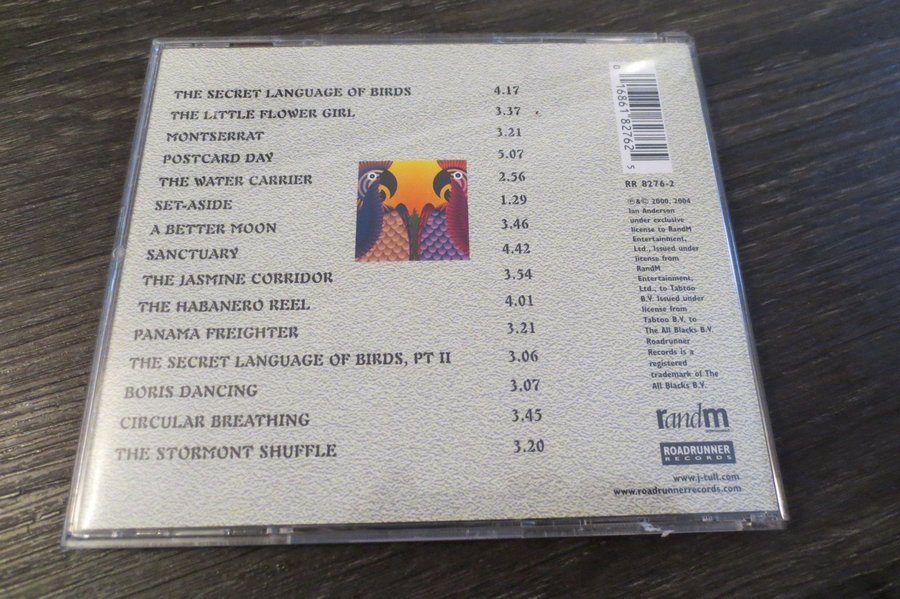 THE SECRET LANGUAGE OF BIRDS 4.17
THE LITTLE FLOWER GIRL 3.37
MONTSERRAT 3.21
POSTCARD DAY 5.07
THE WATER CARRIER 2.56
SET-ASIDE 1.29
A BETTER MOON 3.46
SANCTUARY 4.42
THE JASMINE CORRIDOR 3.54
THE HABANERO REEL 4.01
PANAMA FREIGHTER 3.21
THE SECRET LANGUAGE OF BIRDS, PT II 3.06
BORIS DANCING 3.07
CIRCULAR BREATHING 3.45
THE STORMONT SHUFFLE 3.20
0 16861 82762 5
RR 8276-2
℗&© 2000, 2004
Ian Anderson
under exclusive
license to RandM
Entertainment,
Ltd., Issued under
license from
RandM
Entertainment,
Ltd., to Tabtoo
B.V. Issued under
license from
Tabtoo B.V. to
The All Blacks B.V.
Roadrunner
Records is a
registered
trademark of The
All Blacks B.V.
randm
ROADRUNNER
RECORDS
www.j-tull.com
www.roadrunnerrecords.com